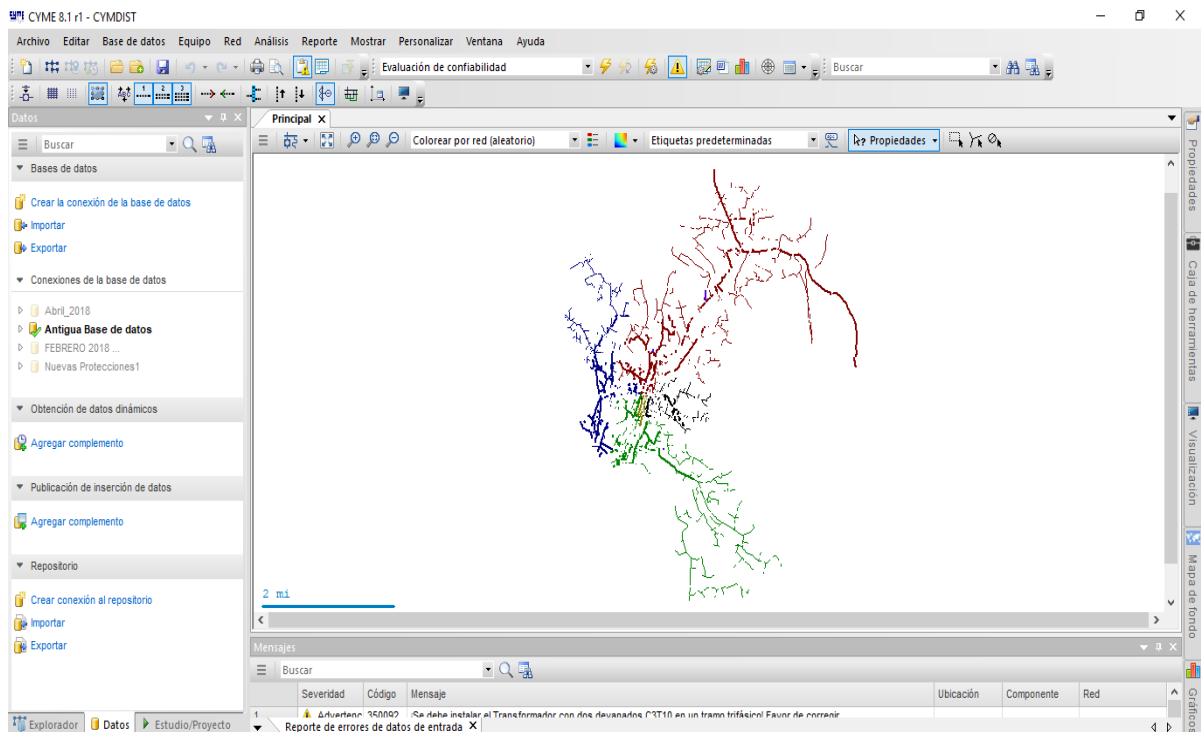 CYME 8.1 r1 - CYMDIST
Archivo Editar Base de datos Equipo Red Análisis Reporte Mostrar Personalizar Ventana Ayuda
Evaluación de confiabilidad Buscar
Datos
Principal X
Buscar
Colorear por red (aleatorio) Etiquetas predeterminadas Propiedades
Bases de datos
Crear la conexión de la base de datos
Importar
Exportar
Conexiones de la base de datos
Abril_2018
Antigua Base de datos
FEBRERO 2018 ...
Nuevas Protecciones1
Obtención de datos dinámicos
Agregar complemento
Publicación de inserción de datos
Agregar complemento
Repositorio
Crear conexión al repositorio
Importar
Exportar
Explorador Datos Estudio/Proyecto
2 mi
Mensajes
Buscar
Severidad Código Mensaje Ubicación Componente Red
1 Advertenc 350092 ¡Se debe instalar el Transformador con dos devanados C3T10 en un tramo trifásico! Favor de corregir
Reporte de errores de datos de entrada X
Propiedades
Caja de herramientas
Visualización
Mapa de fondo
Gráficos